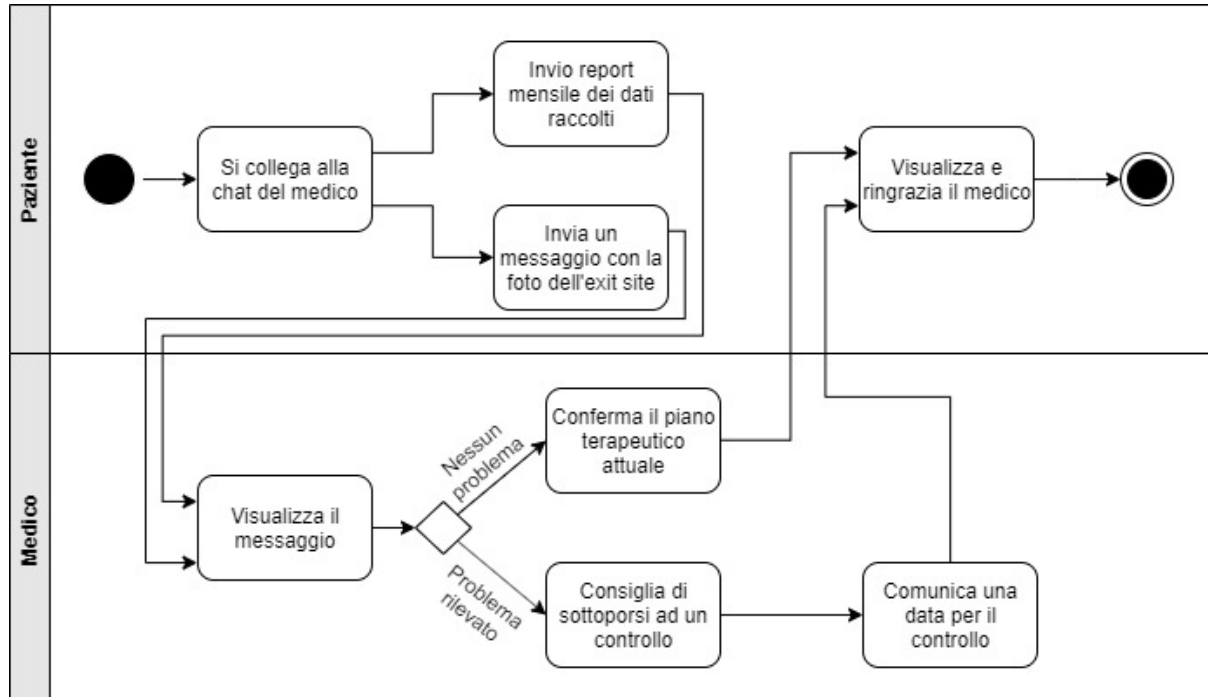 Paziente
Si collega alla
chat del medico
Invio report
mensile dei dati
raccolti
Invia un
messaggio con la
foto dell'exit site
Visualizza e
ringrazia il medico
Medico
Visualizza il
messaggio
Nessun
problema
Problema
rilevato
Conferma il piano
terapeutico
attuale
Consiglia di
sottoporsi ad un
controllo
Comunica una
data per il
controllo